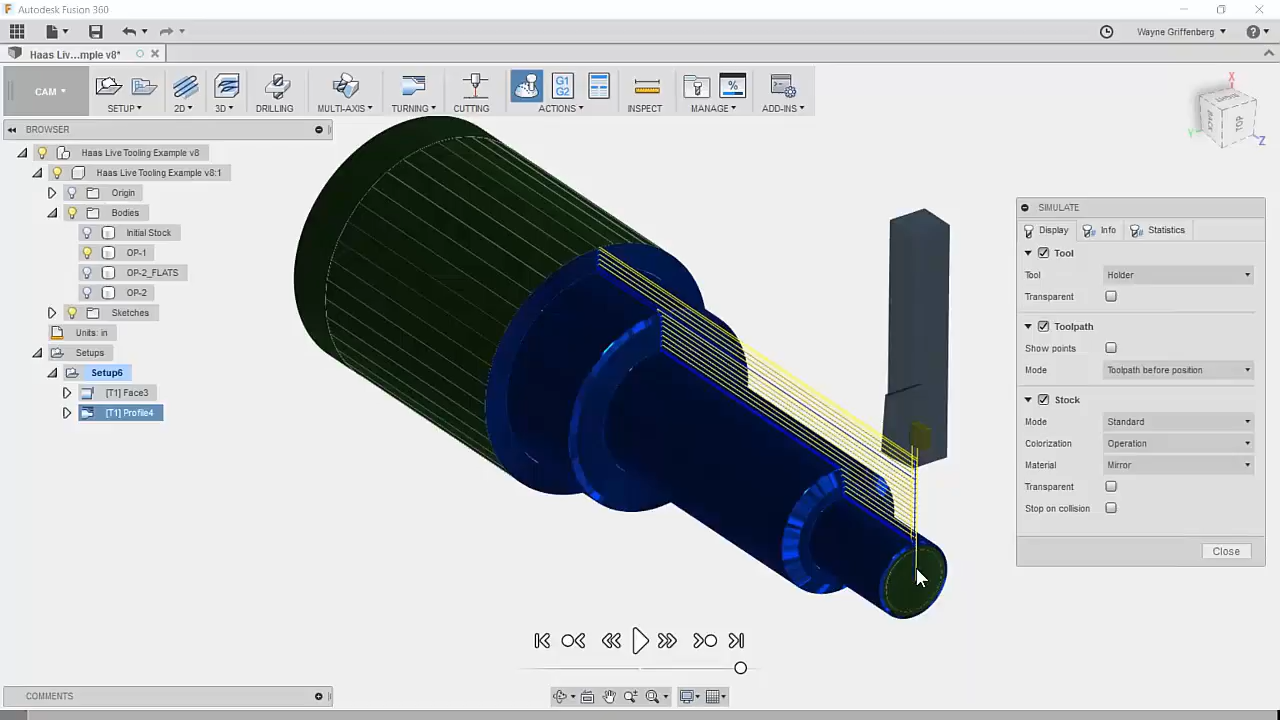 Autodesk Fusion 360
Wayne Griffenberg
Haas Liv...mple v8*
CAM
SETUP
2D
3D
DRILLING
MULTI-AXIS
TURNING
CUTTING
G1
G2
ACTIONS
INSPECT
%
MANAGE
ADD-INS
BROWSER
Haas Live Tooling Example v8
Haas Live Tooling Example v8:1
Origin
Bodies
Initial Stock
OP-1
OP-2_FLATS
OP-2
Sketches
Units: in
Setups
Setup6
[T1] Face3
[T1] Profile4
X
Y
Z
SIMULATE
Display
Info
Statistics
Tool
Tool
Holder
Transparent
Toolpath
Show points
Mode
Toolpath before position
Stock
Mode
Standard
Colorization
Operation
Material
Mirror
Transparent
Stop on collision
Close
COMMENTS